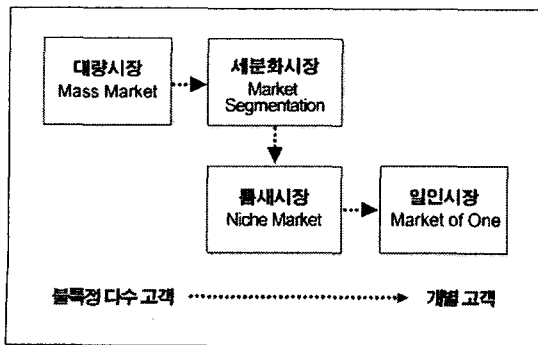 대량시장
Mass Market
세분화시장
Market
Segmentation
틈새시장
Niche Market
일인시장
Market of One
불특정 다수 고객
개별 고객